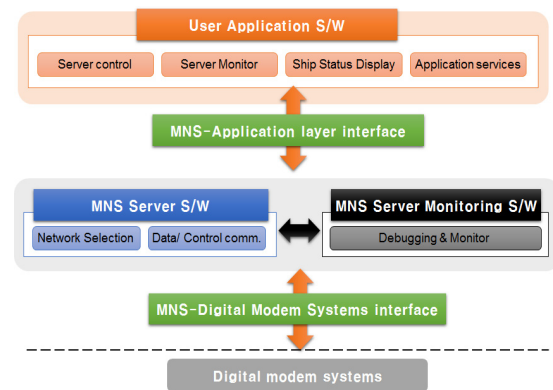 User Application S/W
Server control
Server Monitor
Ship Status Display
Application services
MNS-Application layer interface
MNS Server S/W
MNS Server Monitoring S/W
Network Selection
Data/ Control comm.
Debugging & Monitor
MNS-Digital Modem Systems interface
Digital modem systems